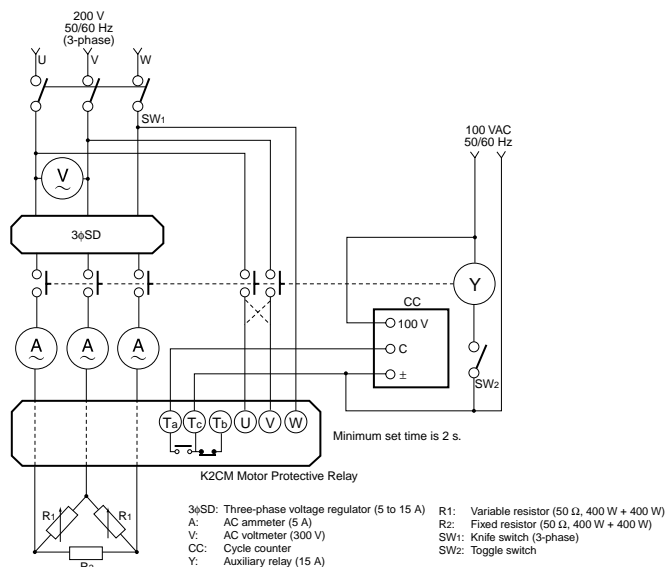 200 V
50/60 Hz
(3-phase)
U
V
W
SW1
100 VAC
50/60 Hz
V
3ϕSD
Y
CC
100 V
C
±
A
A
A
SW2
Ta
Tc
Tb
U
V
W
Minimum set time is 2 s.
K2CM Motor Protective Relay
R1
R1
R2
3ϕSD: Three-phase voltage regulator (5 to 15 A)
A: AC ammeter (5 A)
V: AC voltmeter (300 V)
CC: Cycle counter
Y: Auxiliary relay (15 A)
R1: Variable resistor (50 Ω, 400 W + 400 W)
R2: Fixed resistor (50 Ω, 400 W + 400 W)
SW1: Knife switch (3-phase)
SW2: Toggle switch